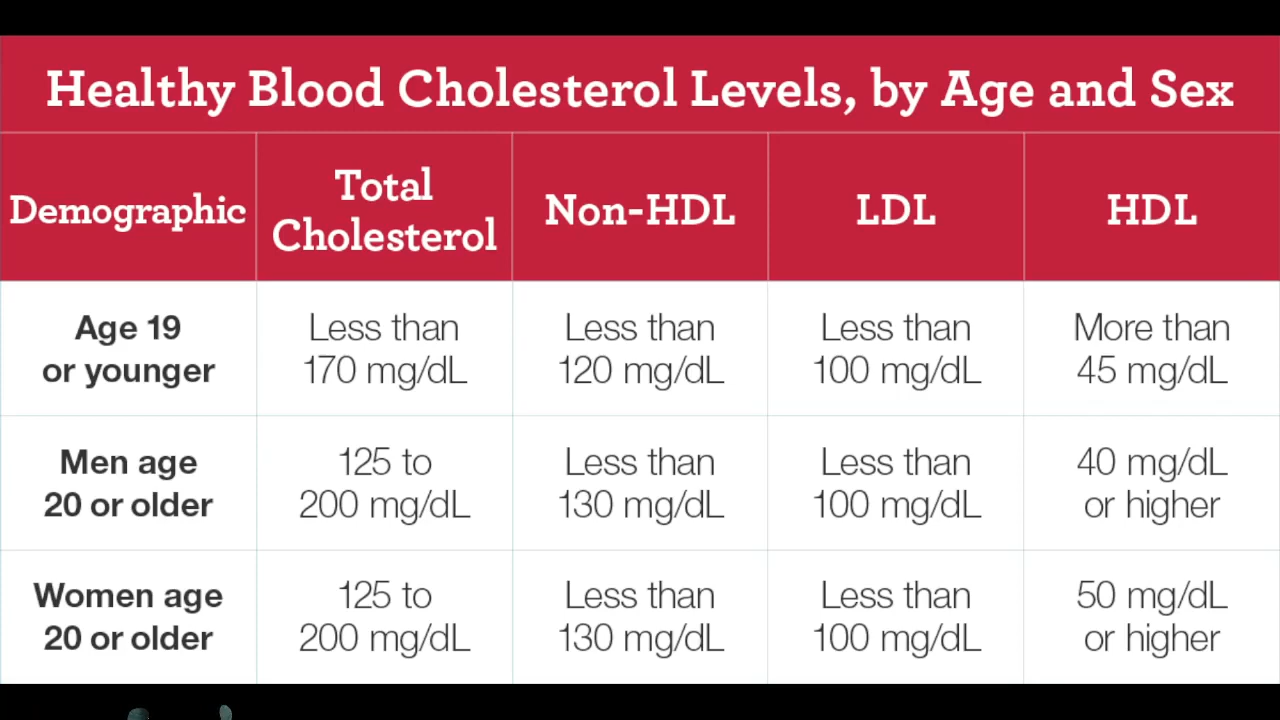 Healthy Blood Cholesterol Levels, by Age and Sex
Demographic
Total
Cholesterol
Non-HDL
LDL
HDL
Age 19
or younger
Less than
170 mg/dL
Less than
120 mg/dL
Less than
100 mg/dL
More than
45 mg/dL
Men age
20 or older
125 to
200 mg/dL
Less than
130 mg/dL
Less than
100 mg/dL
40 mg/dL
or higher
Women age
20 or older
125 to
200 mg/dL
Less than
130 mg/dL
Less than
100 mg/dL
50 mg/dL
or higher